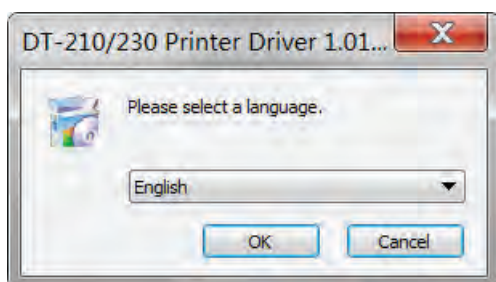 DT-210/230 Printer Driver 1.01...
Please select a language.
English
OK
Cancel